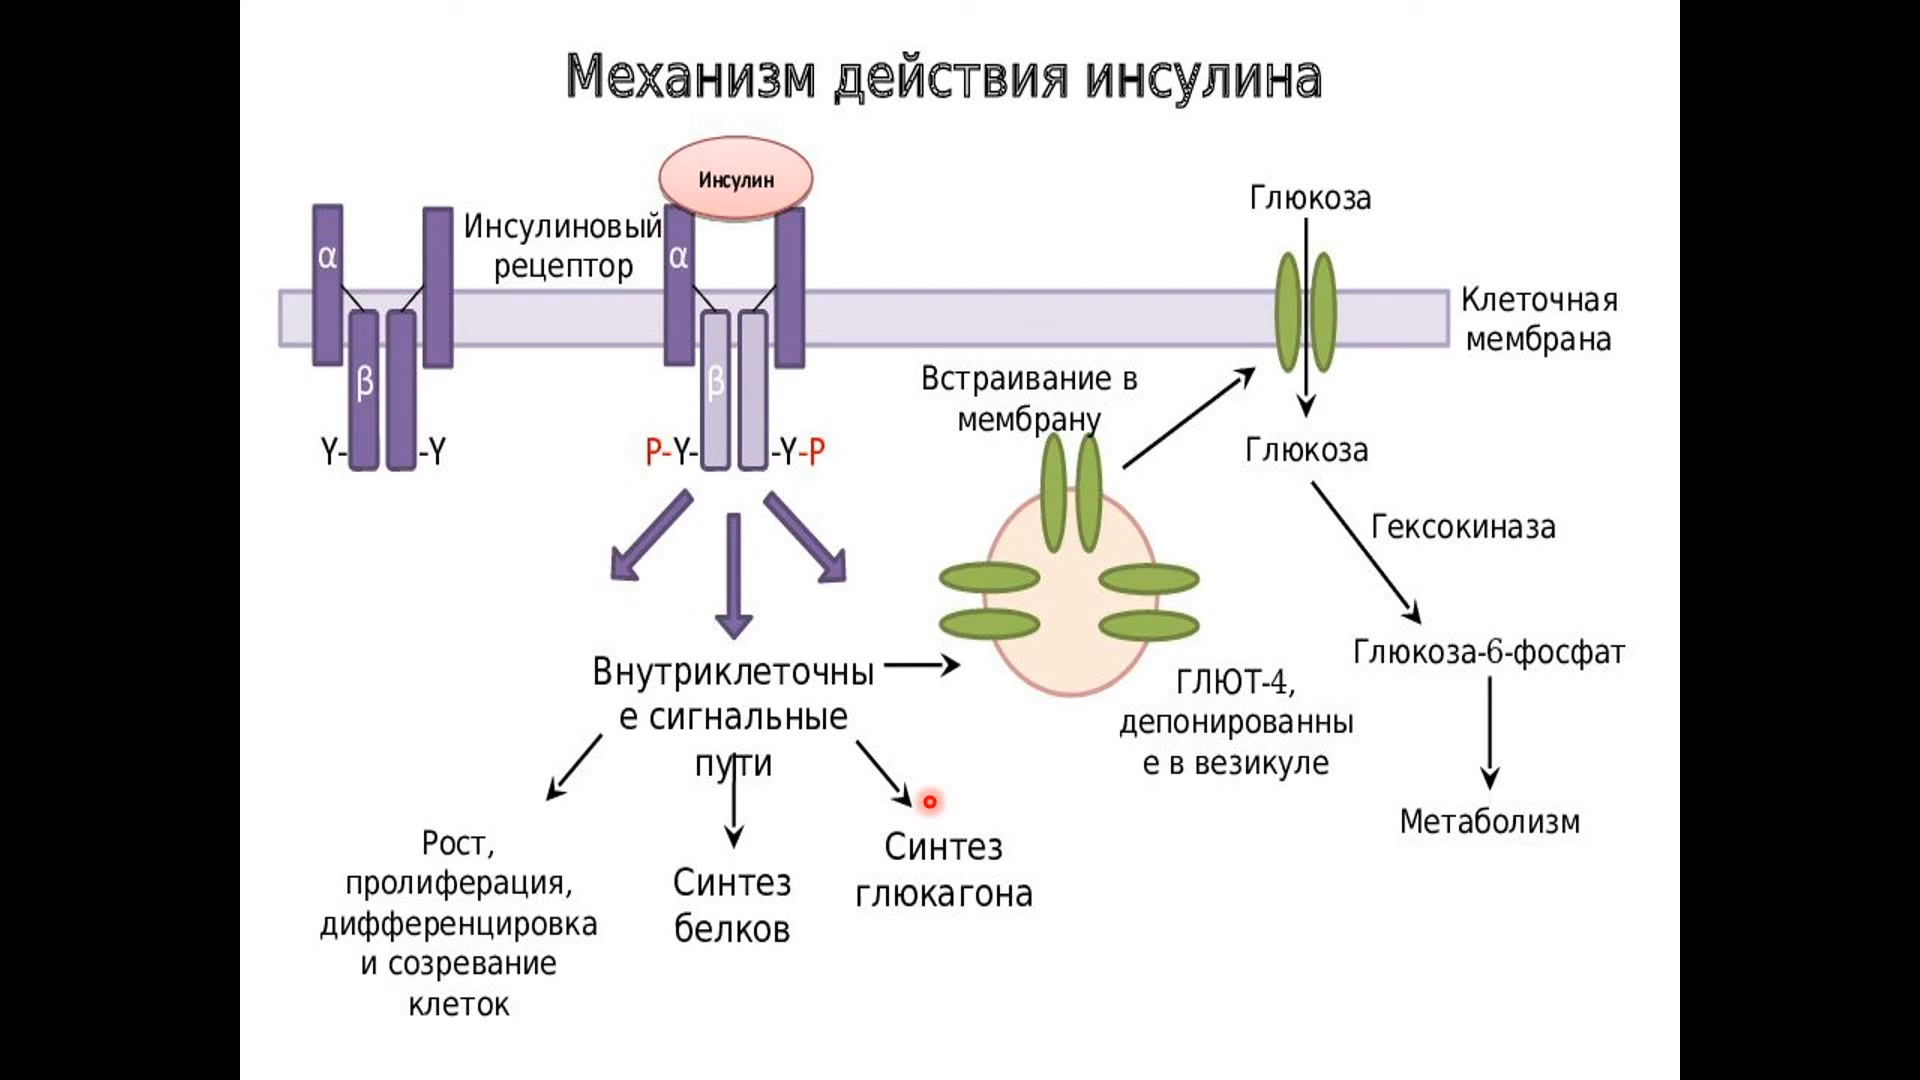 Механизм действия инсулина
Инсулин
Инсулиновый
рецептор
α
α
β
β
Y-
-Y
P-Y-
-Y-P
Глюкоза
Клеточная
мембрана
Встраивание в
мембрану
Глюкоза
Гексокиназа
Глюкоза-6-фосфат
Метаболизм
ГЛЮТ-4,
депонированны
е в везикуле
Внутриклеточны
е сигнальные
пути
Рост,
пролиферация,
дифференцировка
и созревание
клеток
Синтез
белков
Синтез
глюкагона